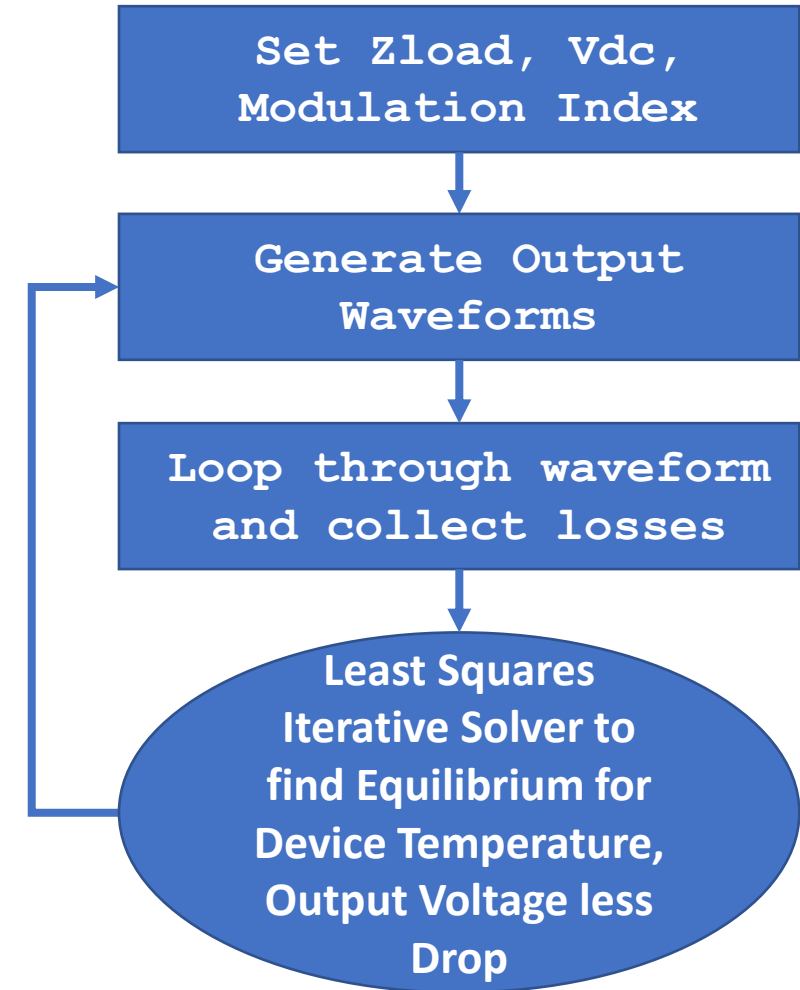 Set Zload, Vdc,
Modulation Index
Generate Output
Waveforms
Loop through waveform
and collect losses
Least Squares
Iterative Solver to
find Equilibrium for
Device Temperature,
Output Voltage less
Drop